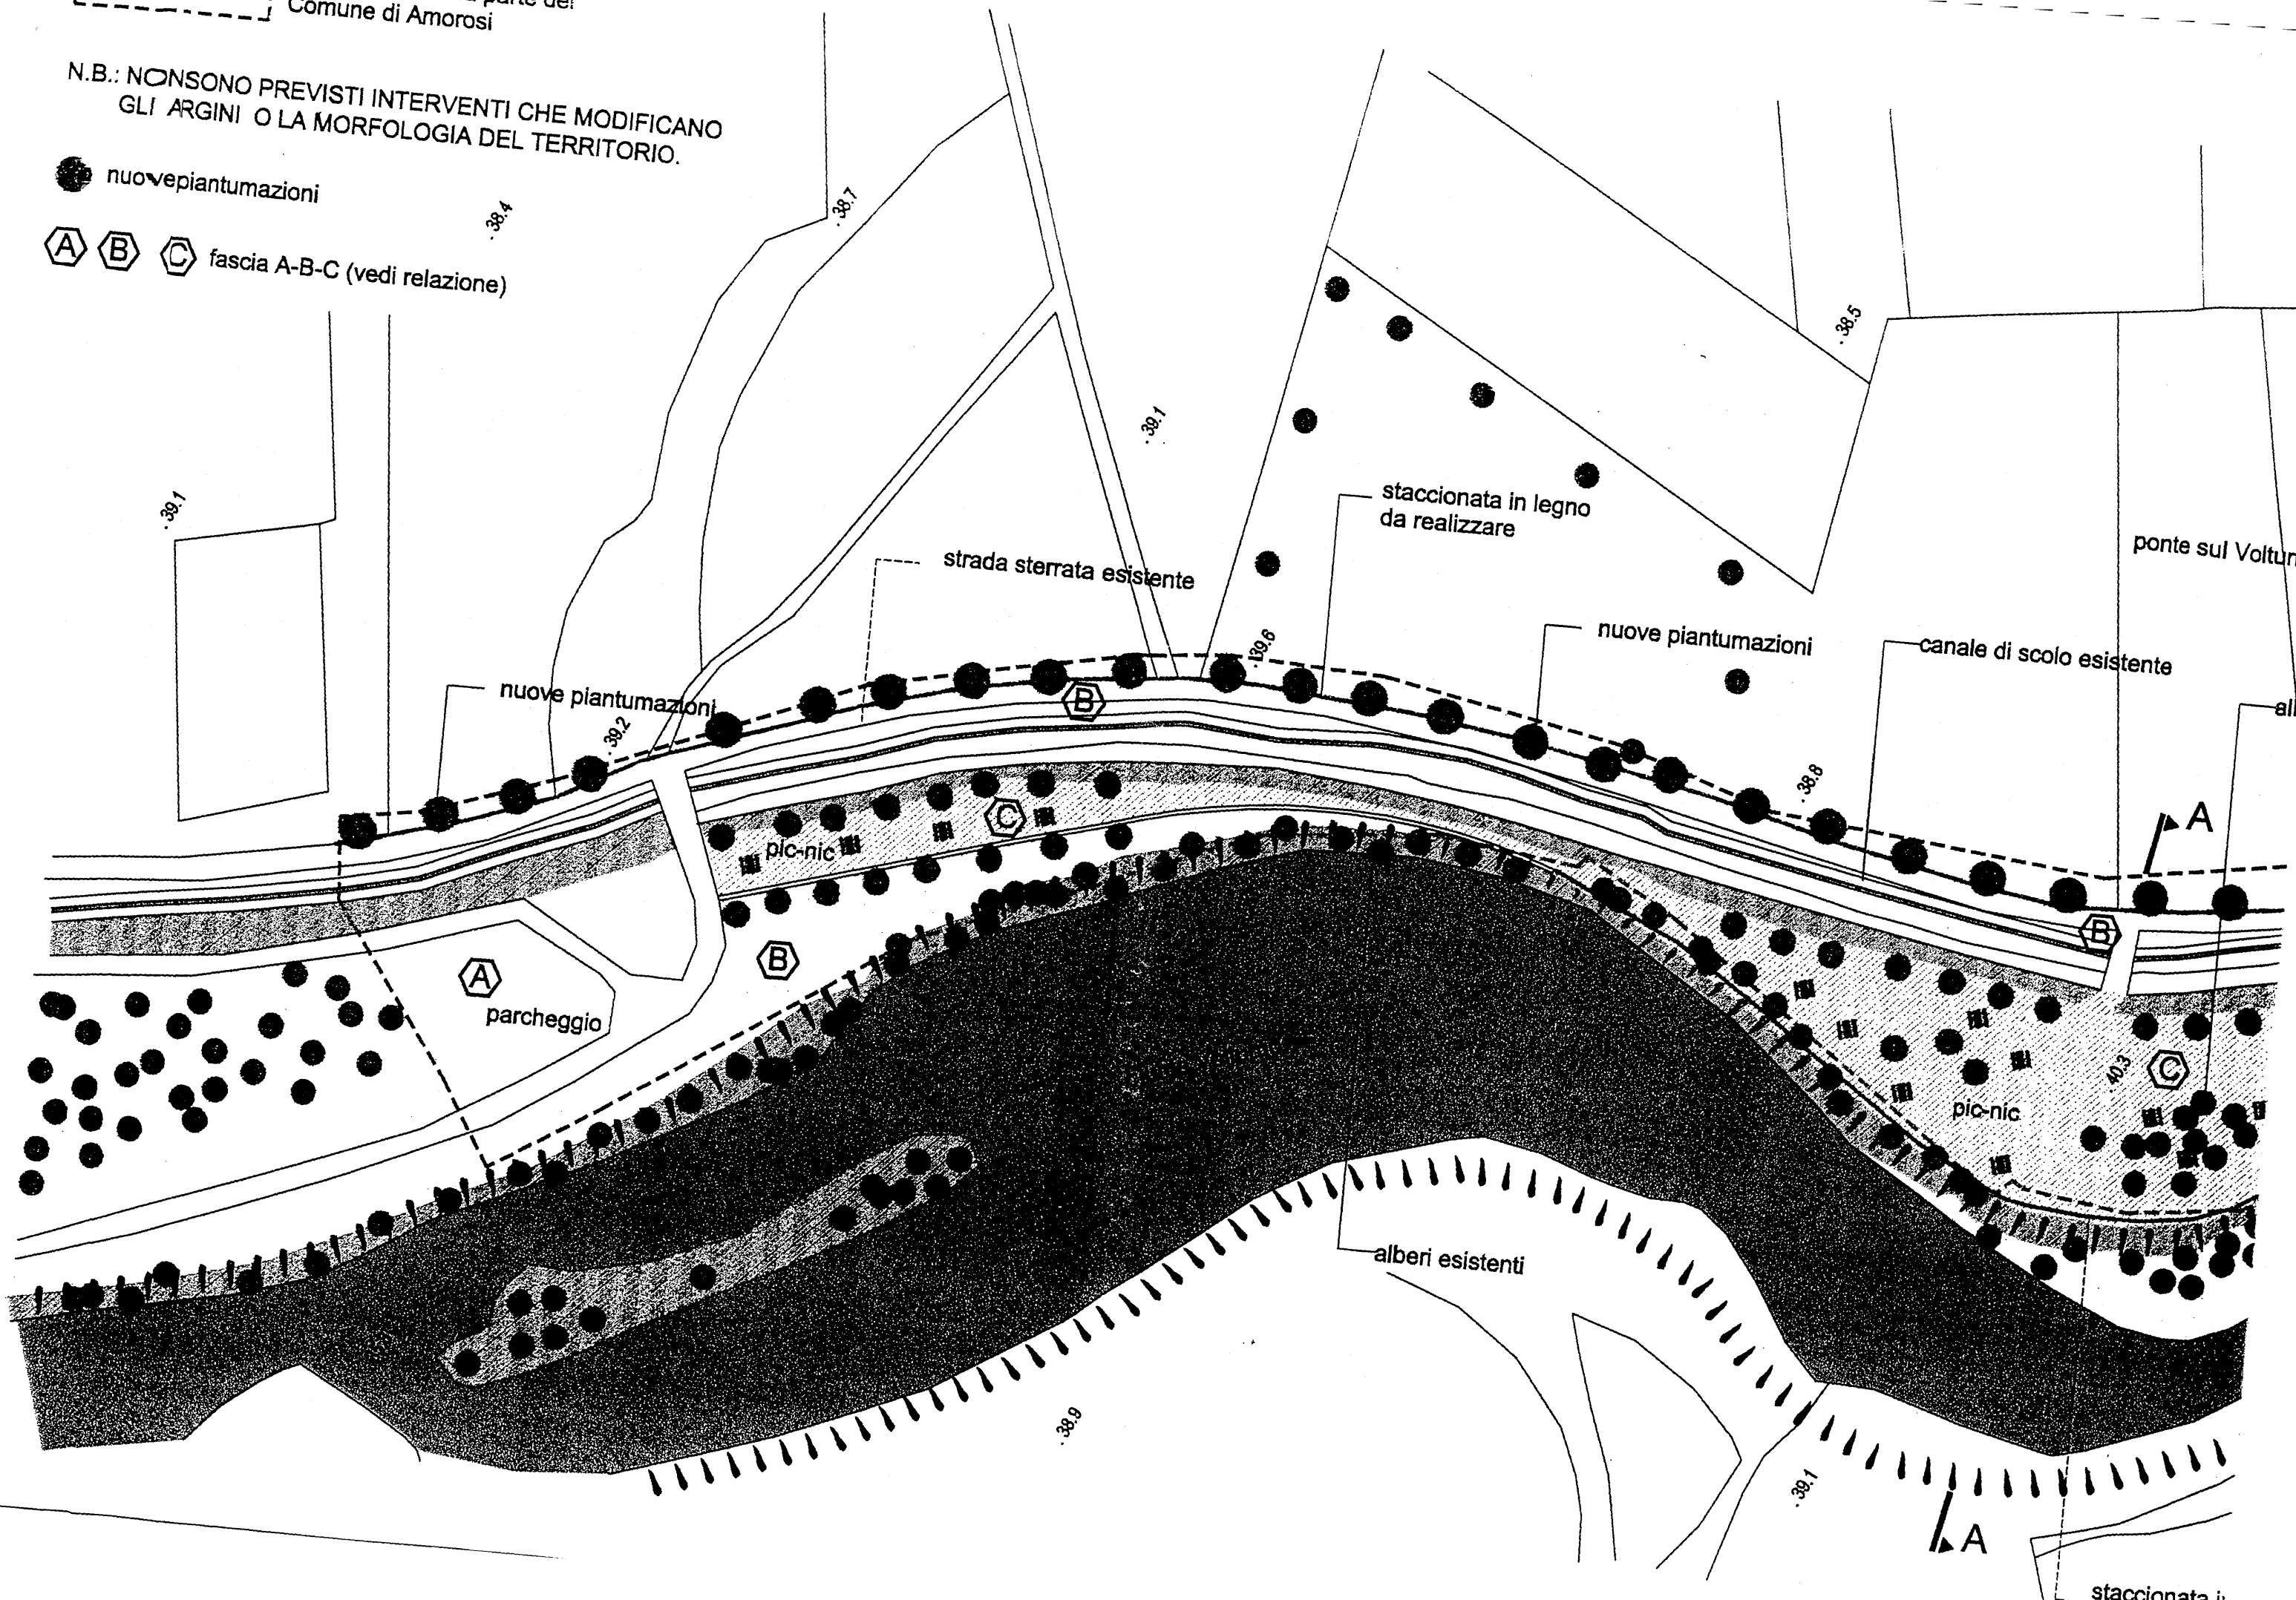 Comune di Amorosi
N.B.: NONSONO PREVISTI INTERVENTI CHE MODIFICANO
GLI ARGINI O LA MORFOLOGIA DEL TERRITORIO.
nuovepiantumazioni
A B C fascia A-B-C (vedi relazione)
.38.4
.38.7
.38.5
.39.1
.39.1
staccionata in legno
da realizzare
strada sterrata esistente
ponte sul
nuove piantumazioni
canale di scolo esistente
.39.6
nuove piantumazioni
.39.2
B
.38.8
A
C
pic-nic
B
B
A
parcheggio
40.3
C
pic-nic
alberi esistenti
.38.9
.39.1
A
staccionata